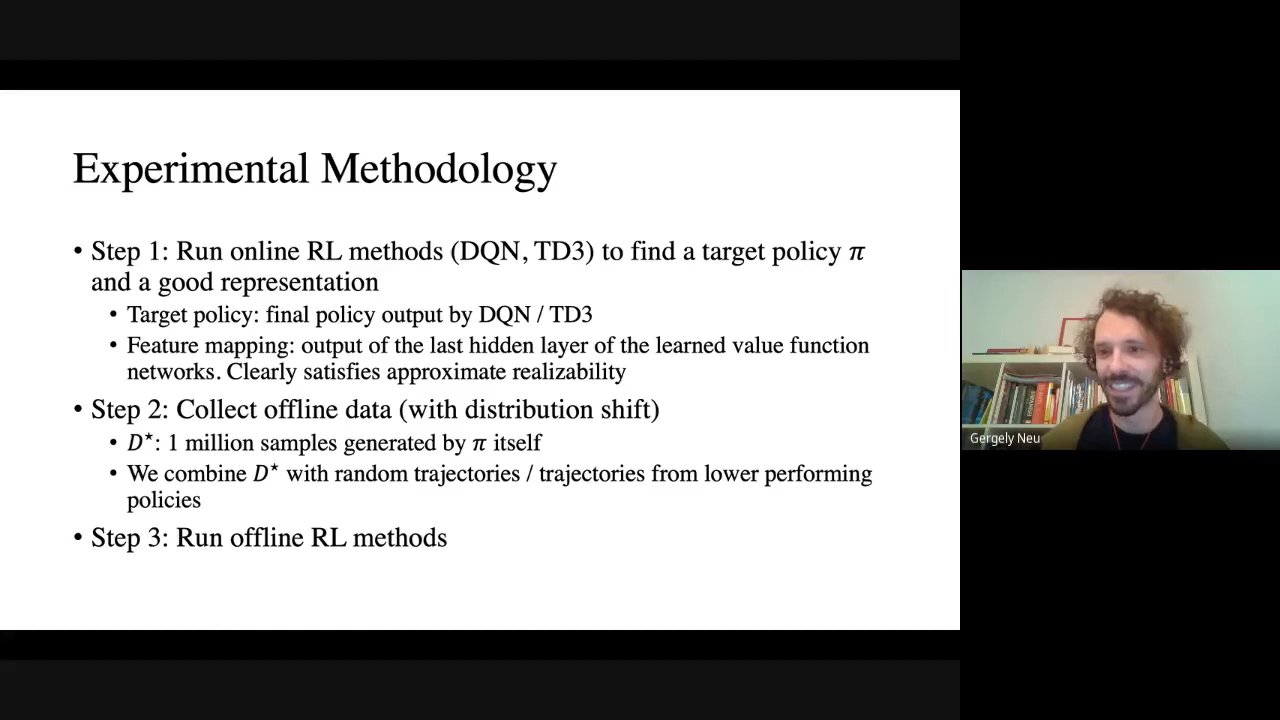 Experimental Methodology
• Step 1: Run online RL methods (DQN, TD3) to find a target policy π
and a good representation
• Target policy: final policy output by DQN / TD3
• Feature mapping: output of the last hidden layer of the learned value function
networks. Clearly satisfies approximate realizability
• Step 2: Collect offline data (with distribution shift)
• D⋆: 1 million samples generated by π itself
• We combine D⋆ with random trajectories / trajectories from lower performing
policies
• Step 3: Run offline RL methods
Gergely Neu